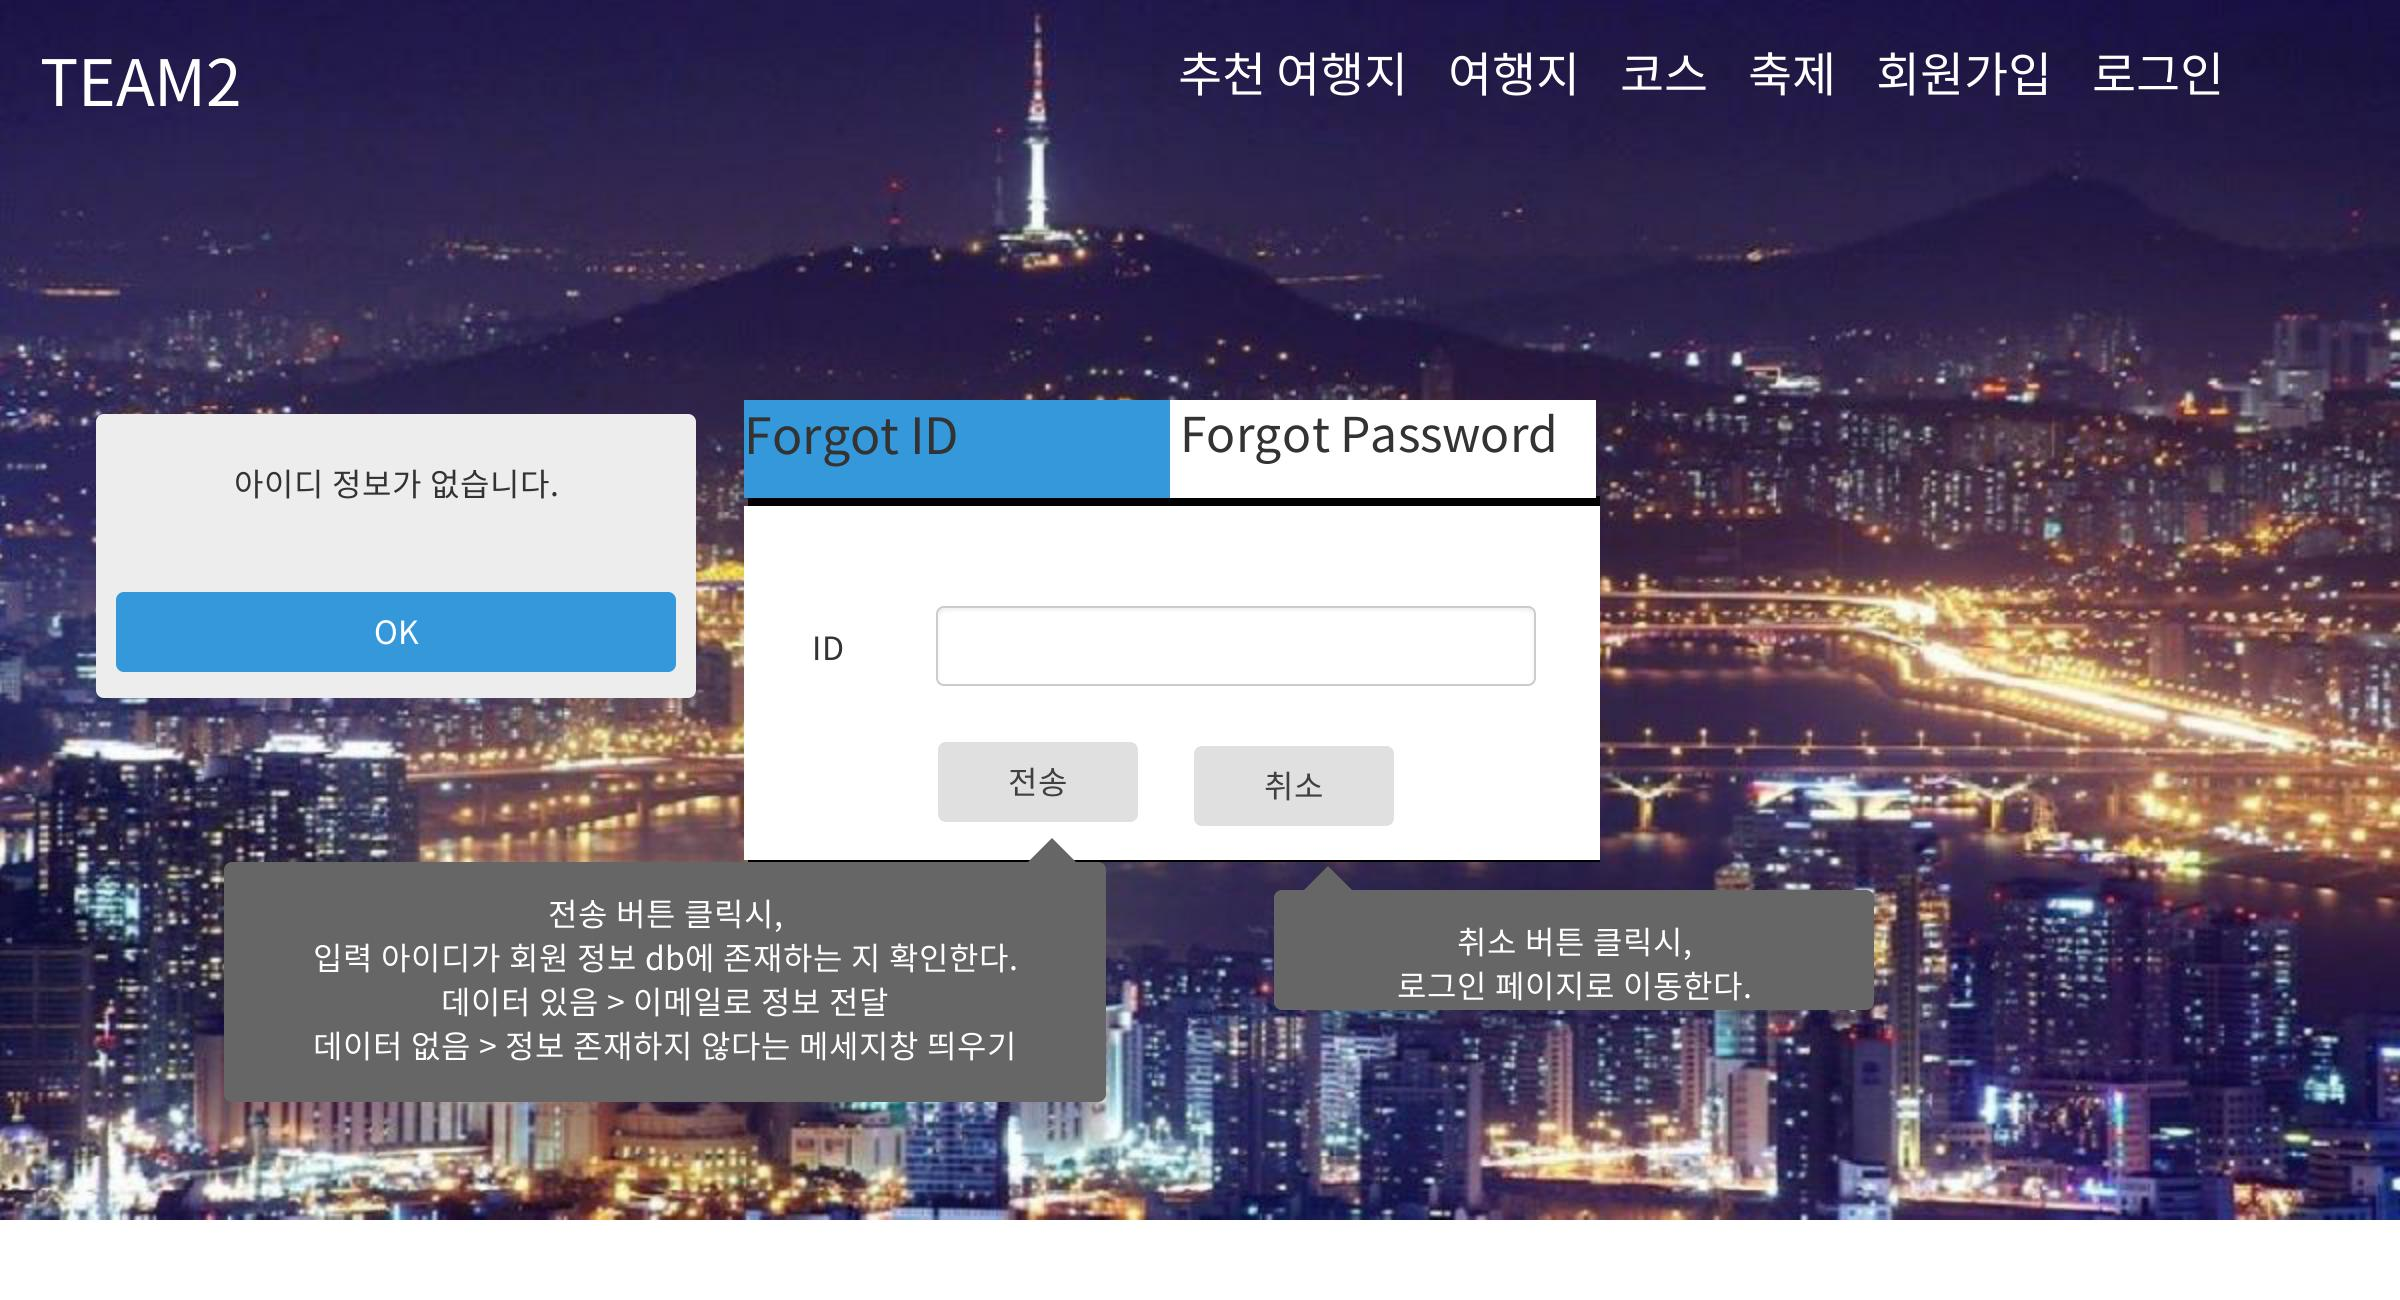 TEAM2
추천 여행지 여행지 코스 축제 회원가입 로그인
Forgot ID
Forgot Password
아이디 정보가 없습니다.
OK
ID
전송
취소
전송 버튼 클릭시,
입력 아이디가 회원 정보 db에 존재하는 지 확인한다.
데이터 있음 > 이메일로 정보 전달
데이터 없음 > 정보 존재하지 않다는 메세지창 띄우기
취소 버튼 클릭시,
로그인 페이지로 이동한다.